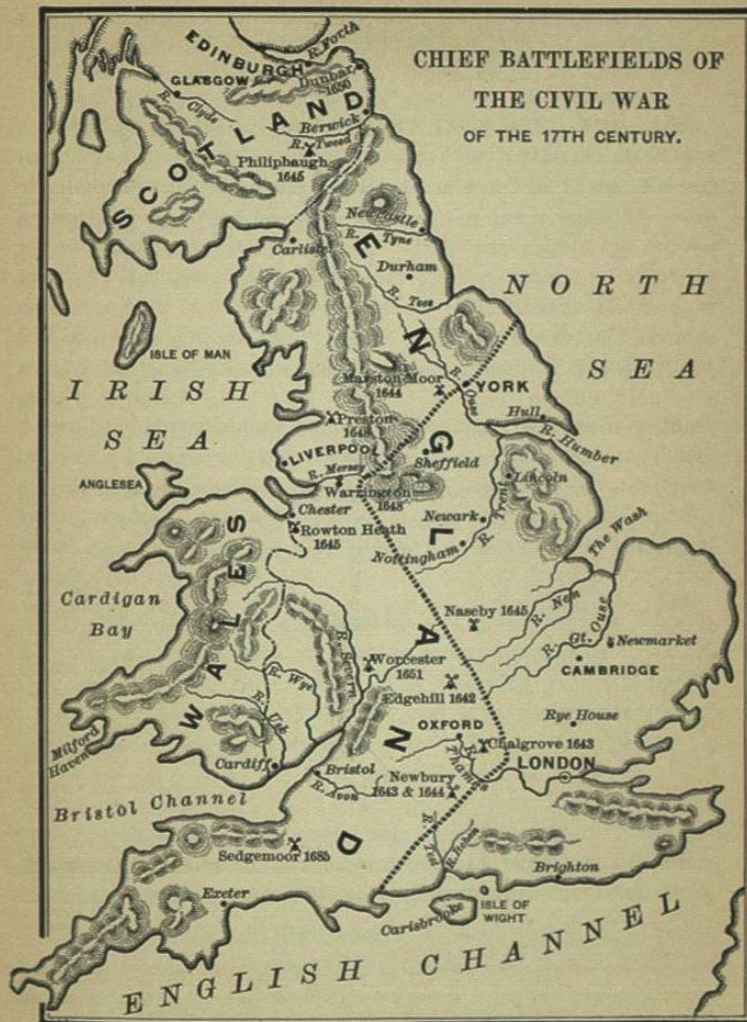 CHIEF BATTLEFIELDS OF
THE CIVIL WAR
OF THE 17TH CENTURY.
EDINBURGH
R. Forth
GLASGOW
Dunbar
1650
R. Clyde
Berwick
R. Tweed
SCOTLAND
Philiphaugh
1645
Newcastle
R. Tyne
Carlisle
Durham
R. Tees
NORTH
SEA
ISLE OF MAN
IRISH
SEA
Marston Moor
1644
YORK
R. Ouse
Hull
R. Humber
Preston
1648
LIVERPOOL
R. Mersey
Sheffield
Lincoln
ANGLESEA
Warrington
1648
Chester
Rowton Heath
1645
Newark
R. Trent
Nottingham
The Wash
ENGLAND
WALES
Cardigan
Bay
Naseby 1645
R. Nen
R. Gt. Ouse
Newmarket
CAMBRIDGE
R. Severn
Worcester
1651
R. Wye
Edgehill 1642
Rye House
R. Usk
OXFORD
Chalgrove 1643
Milford
Haven
Cardiff
R. Thames
LONDON
Bristol
Newbury
1643 & 1644
R. Avon
Bristol Channel
Sedgemoor 1685
R. Test
Brighton
Exeter
Carisbrooke
ISLE OF
WIGHT
ENGLISH CHANNEL